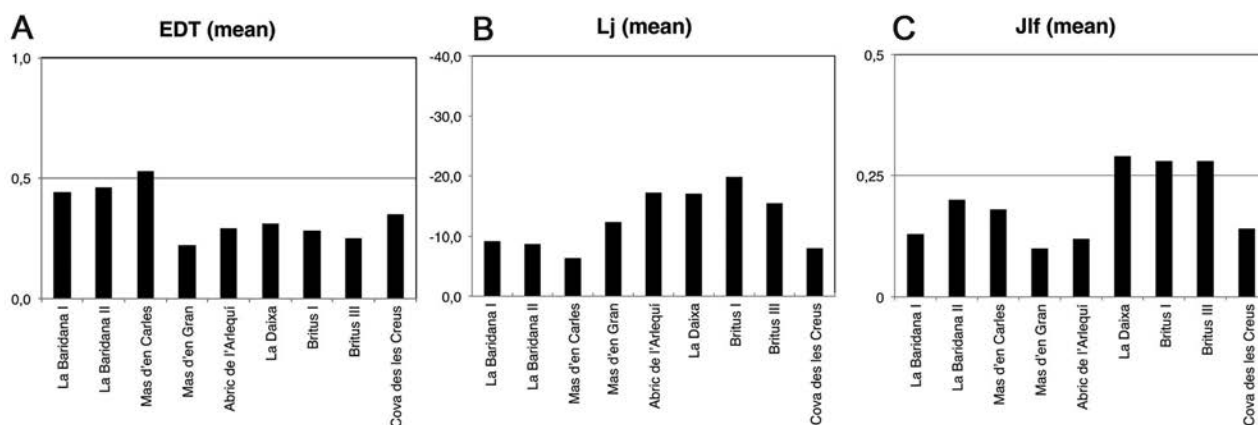 A
EDT (mean)
1,0
0,5
0,0
La Baridana I
La Baridana II
Mas d'en Carles
Mas d'en Gran
Abric de l'Arlequi
La Daixa
Britus I
Britus III
Cova des les Creus
B
Lj (mean)
-40,0
-30,0
-20,0
-10,0
0,0
La Baridana I
La Baridana II
Mas d'en Carles
Mas d'en Gran
Abric de l'Arlequi
La Daixa
Britus I
Britus III
Cova des les Creus
C
Jlf (mean)
0,5
0,25
0
La Baridana I
La Baridana II
Mas d'en Carles
Mas d'en Gran
Abric de l'Arlequi
La Daixa
Britus I
Britus III
Cova des les Creus